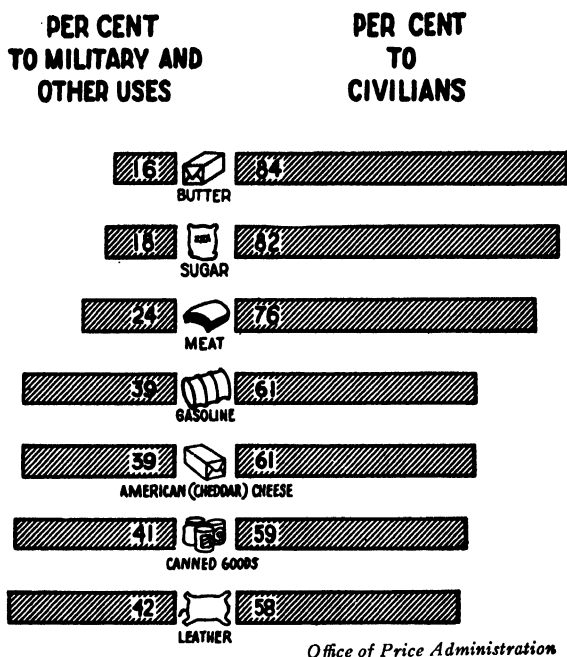 PER CENT
TO MILITARY AND
OTHER USES
PER CENT
TO
CIVILIANS
16 84
BUTTER
18 82
SUGAR
24 76
MEAT
39 61
GASOLINE
39 61
AMERICAN (CHEDDAR) CHEESE
41 59
CANNED GOODS
42 58
LEATHER
Office of Price Administration